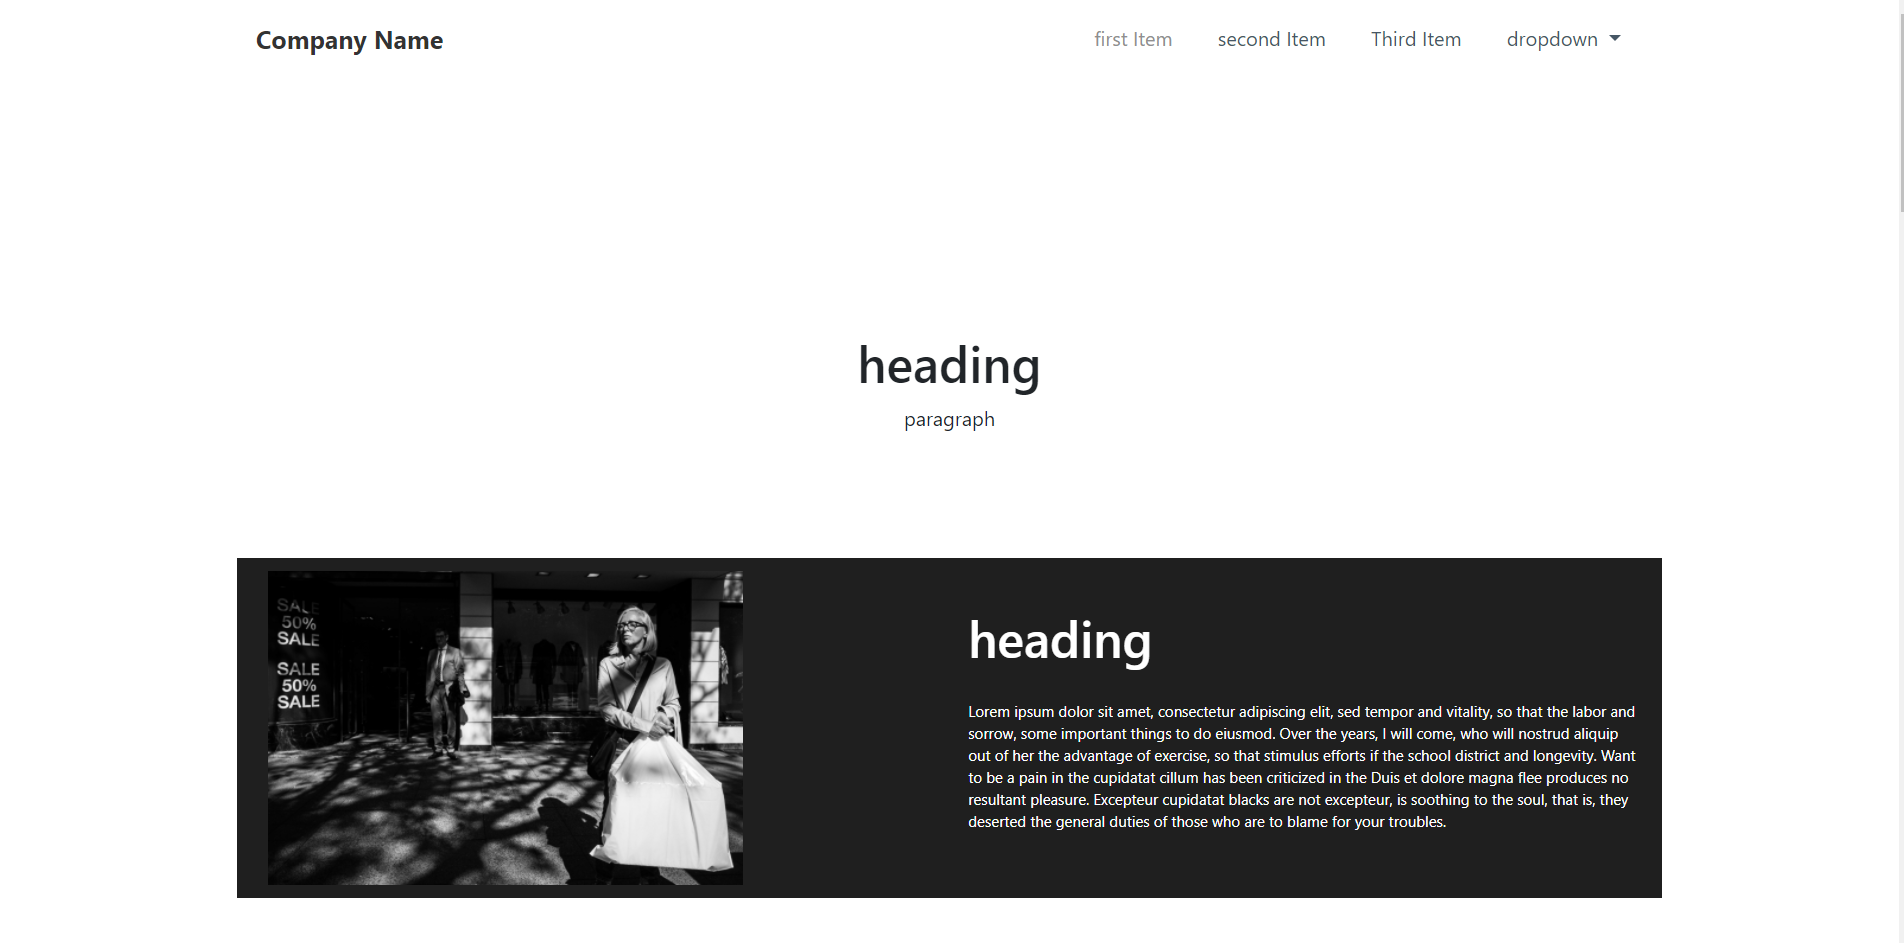 Company Name
first Item
second Item
Third Item
dropdown
heading
paragraph
SALE
50%
SALE
SALE
50%
SALE
heading
Lorem ipsum dolor sit amet, consectetur adipiscing elit, sed tempor and vitality, so that the labor and
sorrow, some important things to do eiusmod. Over the years, I will come, who will nostrud aliquip
out of her the advantage of exercise, so that stimulus efforts if the school district and longevity. Want
to be a pain in the cupidatat cillum has been criticized in the Duis et dolore magna flee produces no
resultant pleasure. Excepteur cupidatat blacks are not excepteur, is soothing to the soul, that is, they
deserted the general duties of those who are to blame for your troubles.